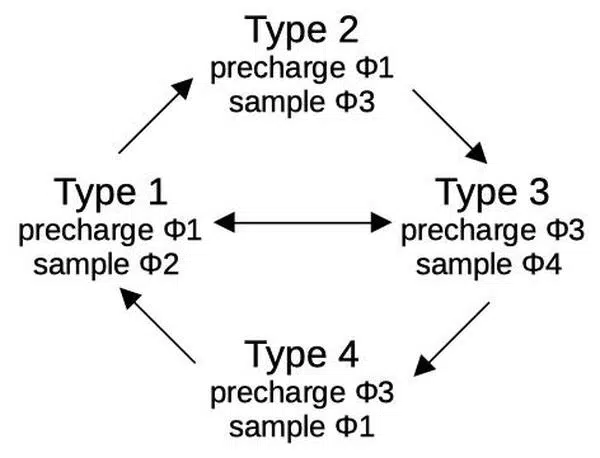 Type 2
precharge Φ1
sample Φ3
Type 1
precharge Φ1
sample Φ2
Type 3
precharge Φ3
sample Φ4
Type 4
precharge Φ3
sample Φ1